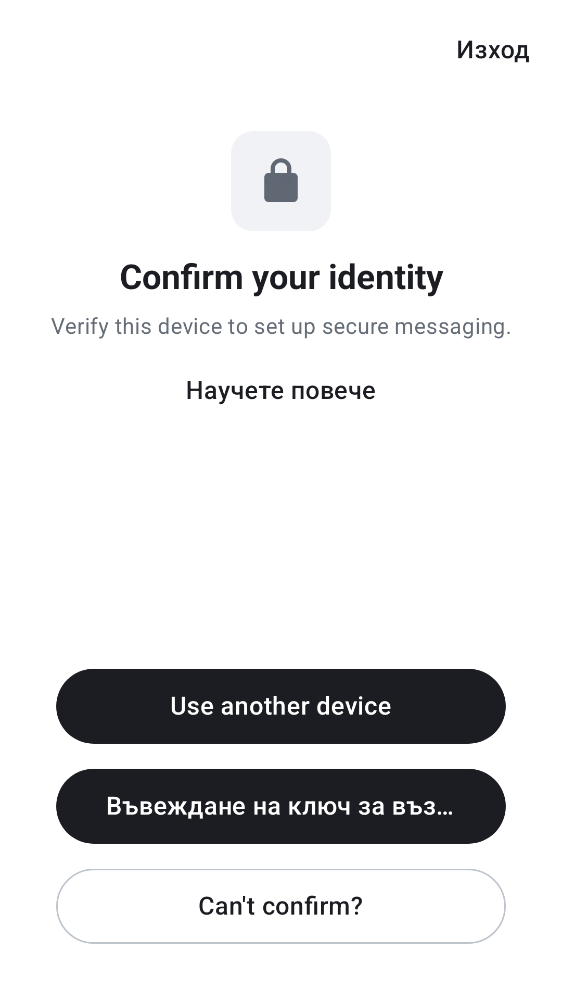 Изход
Confirm your identity
Verify this device to set up secure messaging.
Научете повече
Use another device
Въвеждане на ключ за въз…
Can't confirm?